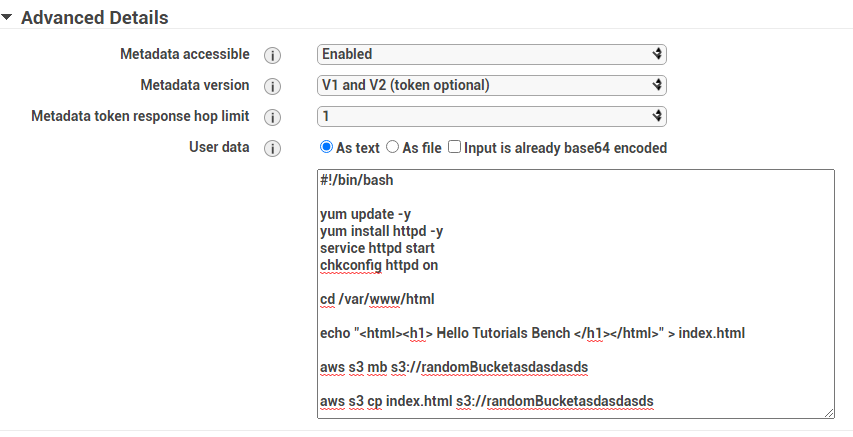 Advanced Details
Metadata accessible i Enabled
Metadata version i V1 and V2 (token optional)
Metadata token response hop limit i 1
User data i As text As file Input is already base64 encoded
#!/bin/bash
yum update -y
yum install httpd -y
service httpd start
chkconfig httpd on
cd /var/www/html
echo "<html><h1> Hello Tutorials Bench </h1></html>" > index.html
aws s3 mb s3://randomBucketasdasdasds
aws s3 cp index.html s3://randomBucketasdasdasds